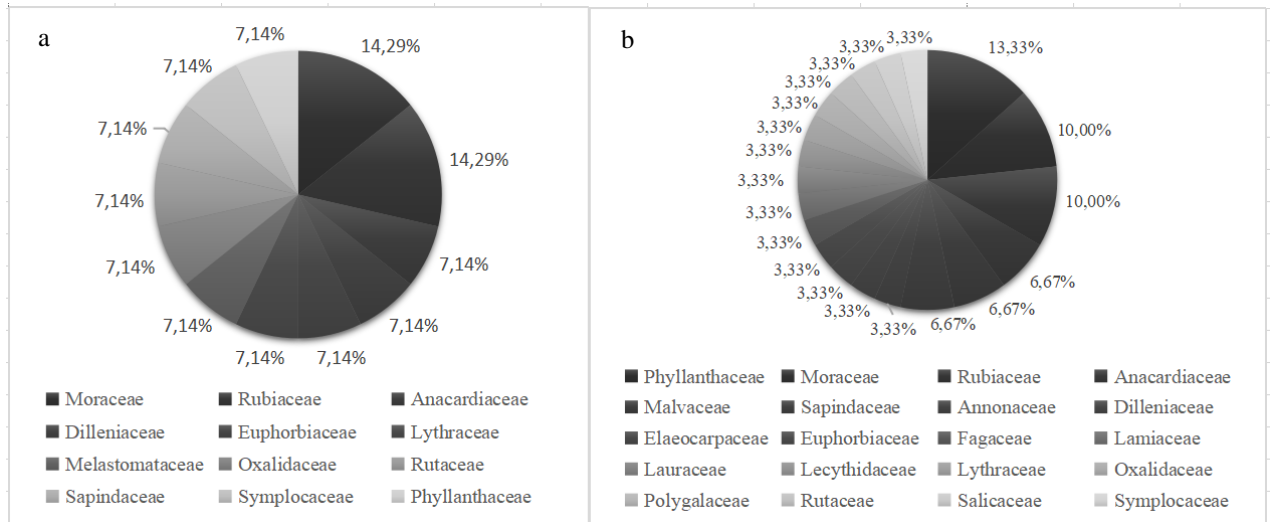 a
14,29%
14,29%
7,14%
7,14%
7,14%
7,14%
7,14%
7,14%
7,14%
7,14%
7,14%
7,14%
Moraceae Rubiaceae Anacardiaceae
Dilleniaceae Euphorbiaceae Lythraceae
Melastomataceae Oxalidaceae Rutaceae
Sapindaceae Symplocaceae Phyllanthaceae
b
13,33%
10,00%
10,00%
6,67%
6,67%
6,67%
3,33%
3,33%
3,33%
3,33%
3,33%
3,33%
3,33%
3,33%
3,33%
3,33%
3,33%
3,33%
3,33%
3,33%
Phyllanthaceae Moraceae Rubiaceae Anacardiaceae
Malvaceae Sapindaceae Annonaceae Dilleniaceae
Elaeocarpaceae Euphorbiaceae Fagaceae Lamiaceae
Lauraceae Lecythidaceae Lythraceae Oxalidaceae
Polygalaceae Rutaceae Salicaceae Symplocaceae